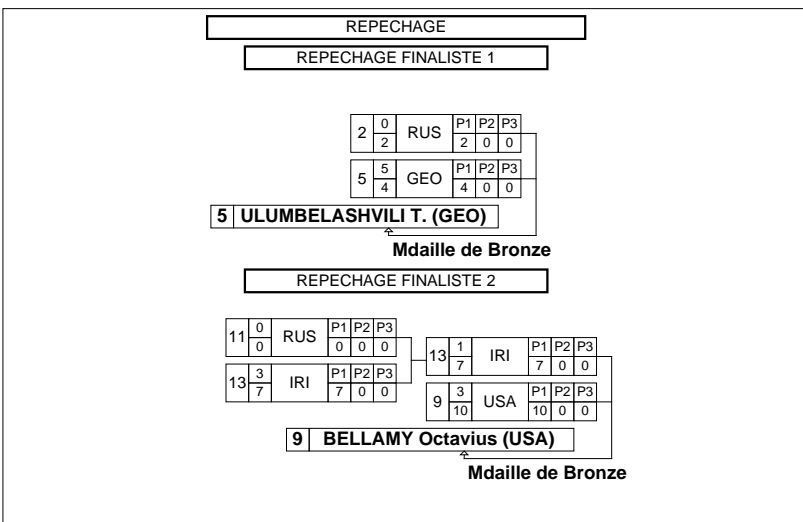 REPECHAGE
REPECHAGE FINALISTE 1
2 0 RUS P1 P2 P3
2 2 0 0
5 5 GEO P1 P2 P3
4 4 0 0
5 ULUMBELASHVILI T. (GEO)
Mdaille de Bronze
REPECHAGE FINALISTE 2
11 0 RUS P1 P2 P3
0 0 0 0
13 1 IRI P1 P2 P3
7 7 0 0
13 3 IRI P1 P2 P3
7 7 0 0
9 3 USA P1 P2 P3
10 10 0 0
9 BELLAMY Octavius (USA)
Mdaille de Bronze